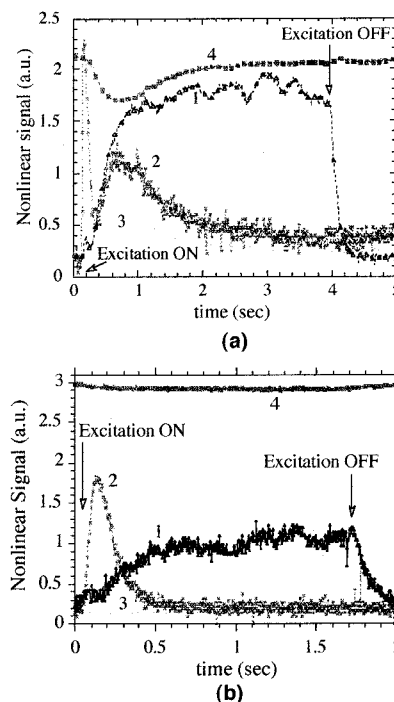 Nonlinear signal (a.u.)
2.5
2
1.5
1
0.5
0
4
Excitation OFF
1
2
3
Excitation ON
0 1 2 3 4 5
time (sec)
(a)
Nonlinear Signal (a.u.)
3
2.5
2
1.5
1
0.5
0
4
Excitation ON
Excitation OFF
2
1
3
0 0.5 1 1.5 2
time (sec)
(b)